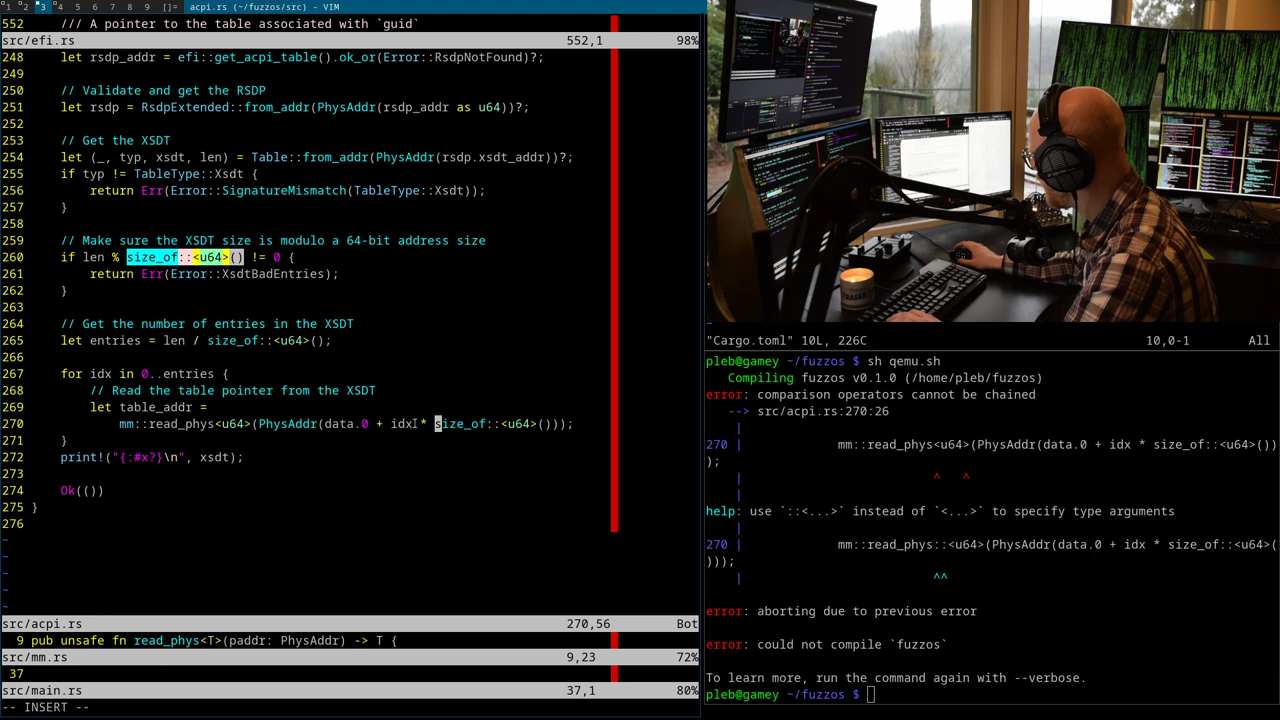 1 2 3 4 5 6 7 8 9 []= acpi.rs (~/fuzzos/src) - VIM
552 /// A pointer to the table associated with `guid`
src/efi.rs 552,1 98%
248 let rsdp_addr = efi::get_acpi_table().ok_or(Error::RsdpNotFound)?;
249
250 // Validate and get the RSDP
251 let rsdp = RsdpExtended::from_addr(PhysAddr(rsdp_addr as u64))?;
252
253 // Get the XSDT
254 let (_, typ, xsdt, len) = Table::from_addr(PhysAddr(rsdp.xsdt_addr))?;
255 if typ != TableType::Xsdt {
256 return Err(Error::SignatureMismatch(TableType::Xsdt));
257 }
258
259 // Make sure the XSDT size is modulo a 64-bit address size
260 if len % size_of::<u64>() != 0 {
261 return Err(Error::XsdtBadEntries);
262 }
263
264 // Get the number of entries in the XSDT
265 let entries = len / size_of::<u64>();
266
267 for idx in 0..entries {
268 // Read the table pointer from the XSDT
269 let table_addr =
270 mm::read_phys<u64>(PhysAddr(data.0 + idx * size_of::<u64>()));
271 }
272 print!("{:#x?}\n", xsdt);
273
274 Ok(())
275 }
276
~
~
~
~
~
src/acpi.rs 270,56 Bot
9 pub unsafe fn read_phys<T>(paddr: PhysAddr) -> T {
src/mm.rs 9,23 72%
37
src/main.rs 37,1 80%
-- INSERT --
~
"Cargo.toml" 10L, 226C 10,0-1 All
pleb@gamey ~/fuzzos $ sh qemu.sh
Compiling fuzzos v0.1.0 (/home/pleb/fuzzos)
error: comparison operators cannot be chained
--> src/acpi.rs:270:26
|
270 | mm::read_phys<u64>(PhysAddr(data.0 + idx * size_of::<u64>())
);
| ^ ^
|
help: use `::<...>` instead of `<...>` to specify type arguments
|
270 | mm::read_phys::<u64>(PhysAddr(data.0 + idx * size_of::<u64>(
)));
| ^^
error: aborting due to previous error
error: could not compile `fuzzos`
To learn more, run the command again with --verbose.
pleb@gamey ~/fuzzos $